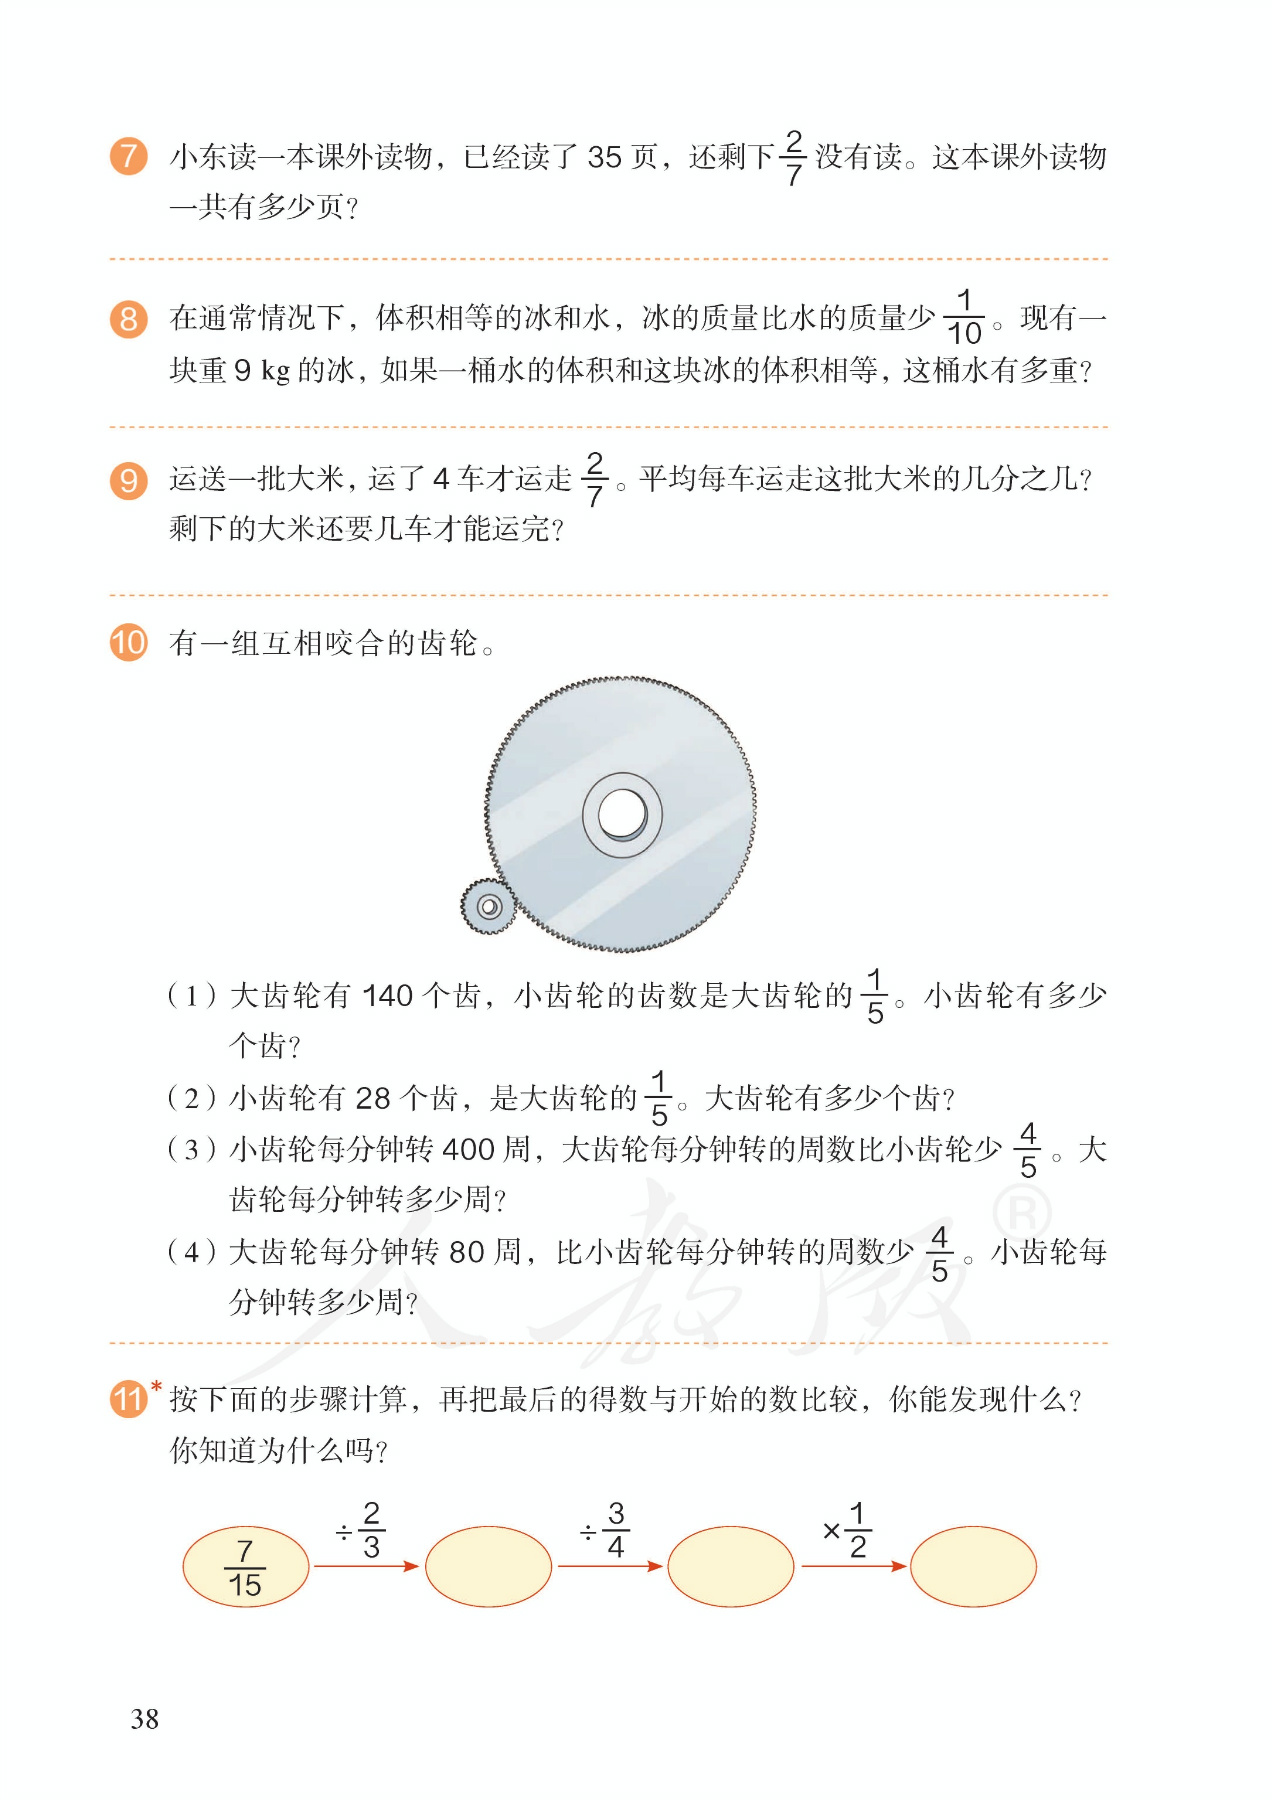 7 小东读一本课外读物，已经读了 35 页，还剩下 2/7 没有读。这本课外读物
一共有多少页？
8 在通常情况下，体积相等的冰和水，冰的质量比水的质量少 1/10。现有一
块重 9 kg 的冰，如果一桶水的体积和这块冰的体积相等，这桶水有多重？
9 运送一批大米，运了 4 车才运走 2/7。平均每车运走这批大米的几分之几？
剩下的大米还要几车才能运完？
10 有一组互相咬合的齿轮。
（1）大齿轮有 140 个齿，小齿轮的齿数是大齿轮的 1/5。小齿轮有多少
个齿？
（2）小齿轮有 28 个齿，是大齿轮的 1/5。大齿轮有多少个齿？
（3）小齿轮每分钟转 400 周，大齿轮每分钟转的周数比小齿轮少 4/5。大
齿轮每分钟转多少周？
（4）大齿轮每分钟转 80 周，比小齿轮每分钟转的周数少 4/5。小齿轮每
分钟转多少周？
人教版®
11* 按下面的步骤计算，再把最后的得数与开始的数比较，你能发现什么？
你知道为什么吗？
7/15 ÷2/3 ÷3/4 ×1/2
38